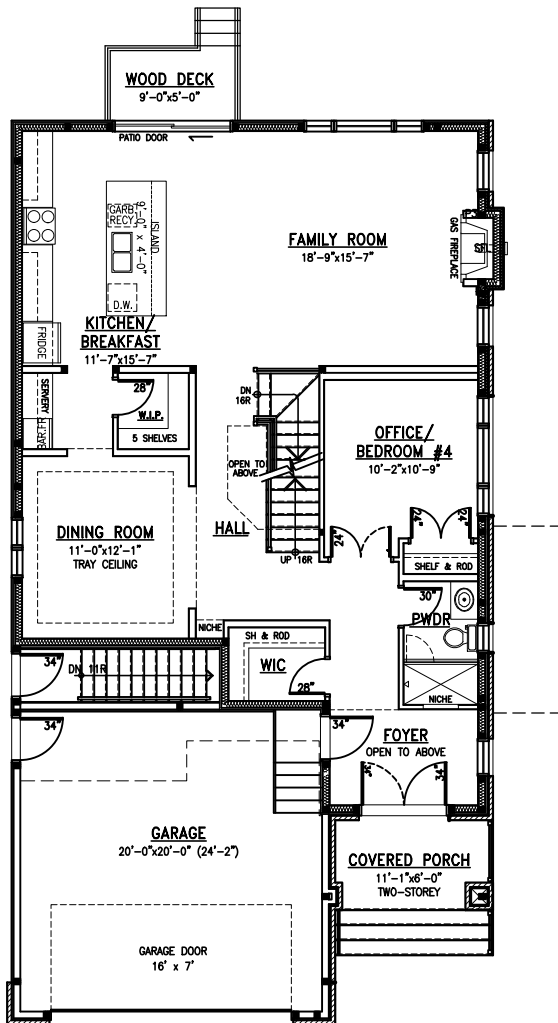 WOOD DECK
9'-0"x5'-0"
PATIO DOOR
GARB.
RECY.
9'-0" x 4'-0"
ISLAND
D.W.
FAMILY ROOM
18'-9"x15'-7"
GAS FIREPLACE
KITCHEN/
BREAKFAST
11'-7"x15'-7"
FRIDGE
SERVERY
BAR.FR
28"
W.I.P.
5 SHELVES
DN
16R
OPEN TO
ABOVE
OFFICE/
BEDROOM #4
10'-2"x10'-9"
DINING ROOM
11'-0"x12'-1"
TRAY CEILING
HALL
UP 16R
24"
24"
24"
SHELF & ROD
30"
PWDR
NICHE
SH & ROD
WIC
28"
34"
DN 11R
NICHE
34"
34"
FOYER
OPEN TO ABOVE
34"
34"
GARAGE
20'-0"x20'-0" (24'-2")
COVERED PORCH
11'-1"x6'-0"
TWO-STOREY
GARAGE DOOR
16' x 7'